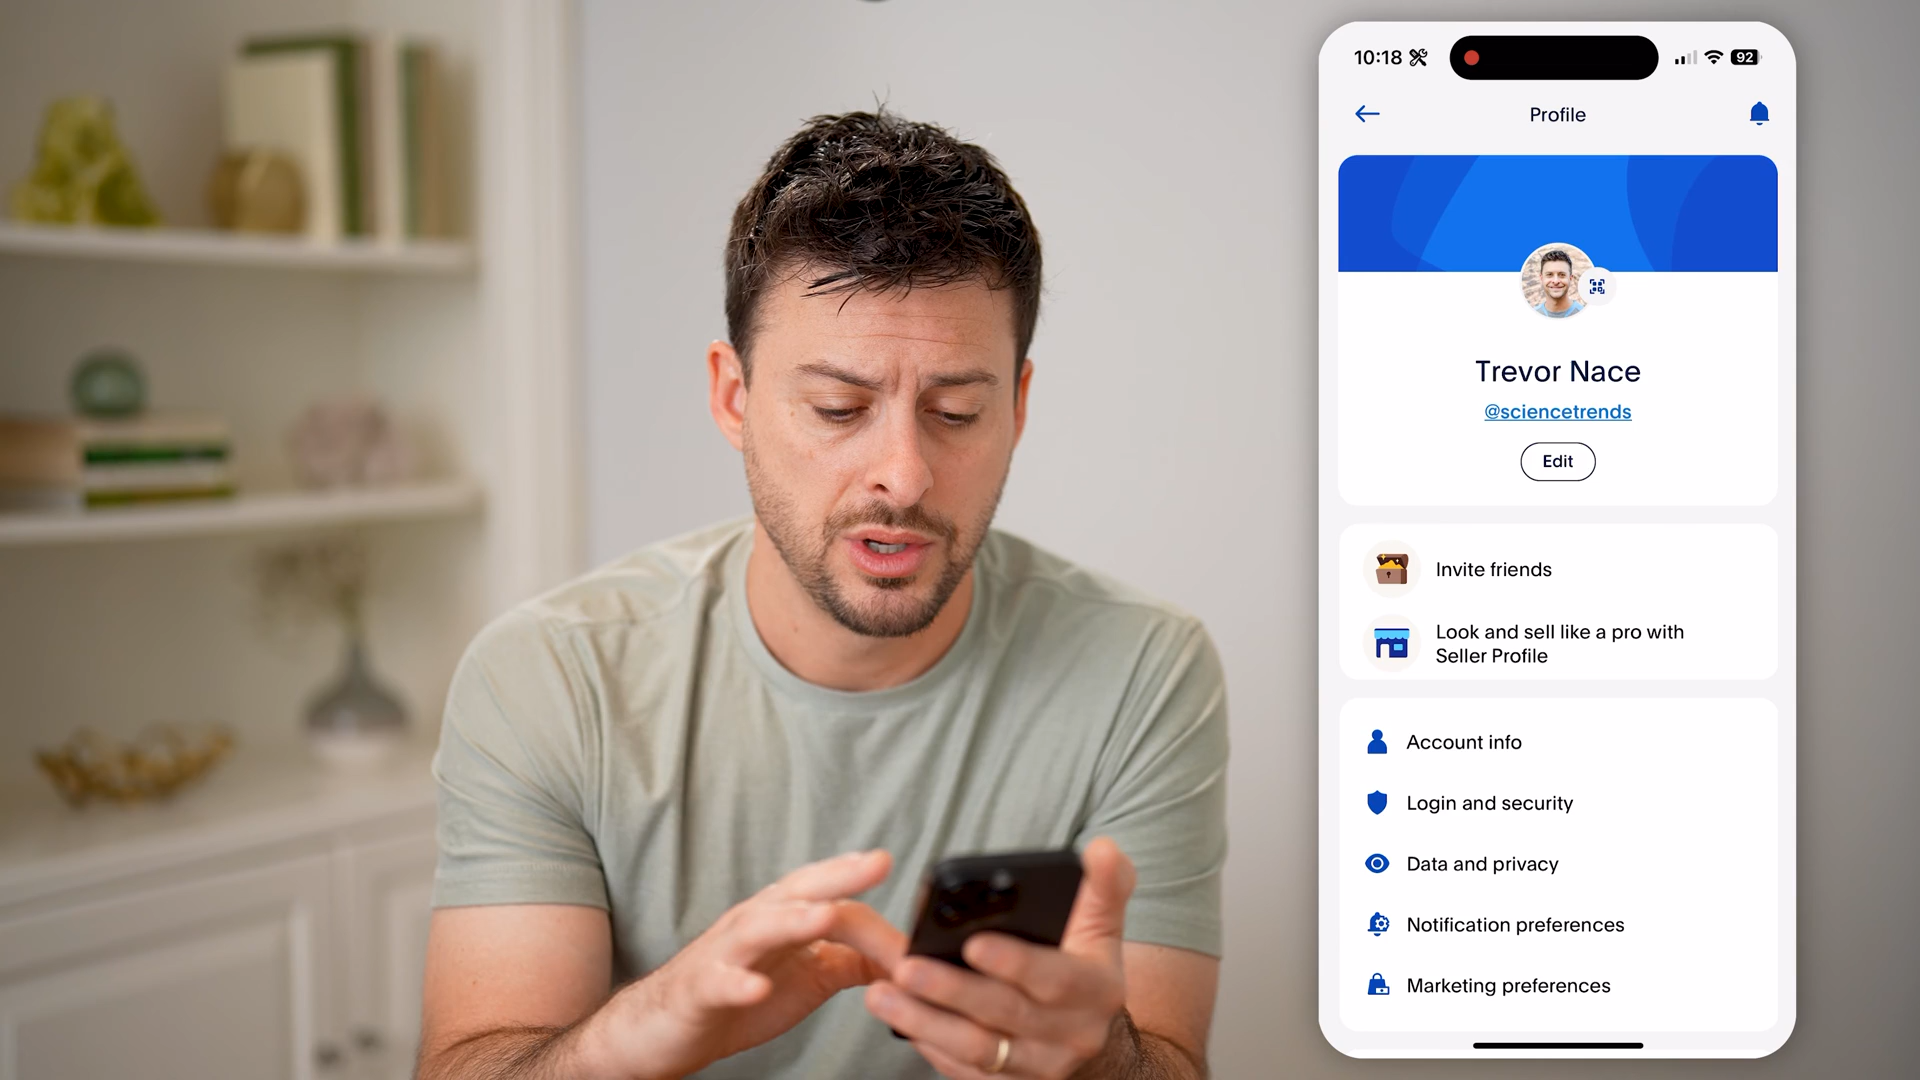 10:18
92
Profile
Trevor Nace
@sciencetrends
Edit
Invite friends
Look and sell like a pro with
Seller Profile
Account info
Login and security
Data and privacy
Notification preferences
Marketing preferences